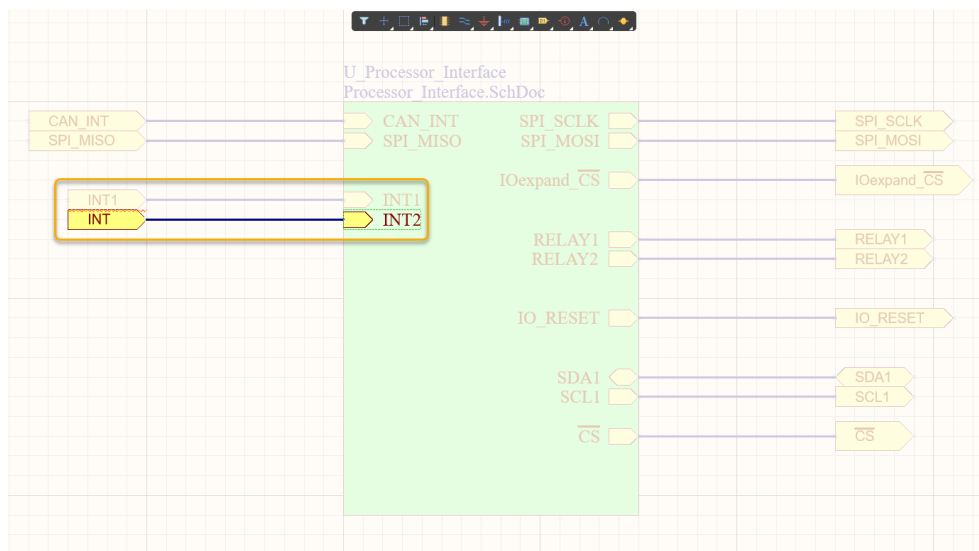 U_Processor_Interface
Processor_Interface.SchDoc
CAN_INT CAN_INT SPI_SCLK SPI_SCLK
SPI_MISO SPI_MISO SPI_MOSI SPI_MOSI
IOexpand_CS IOexpand_CS
INT1 INT1
INT INT2
RELAY1 RELAY1
RELAY2 RELAY2
IO_RESET IO_RESET
SDA1 SDA1
SCL1 SCL1
CS CS